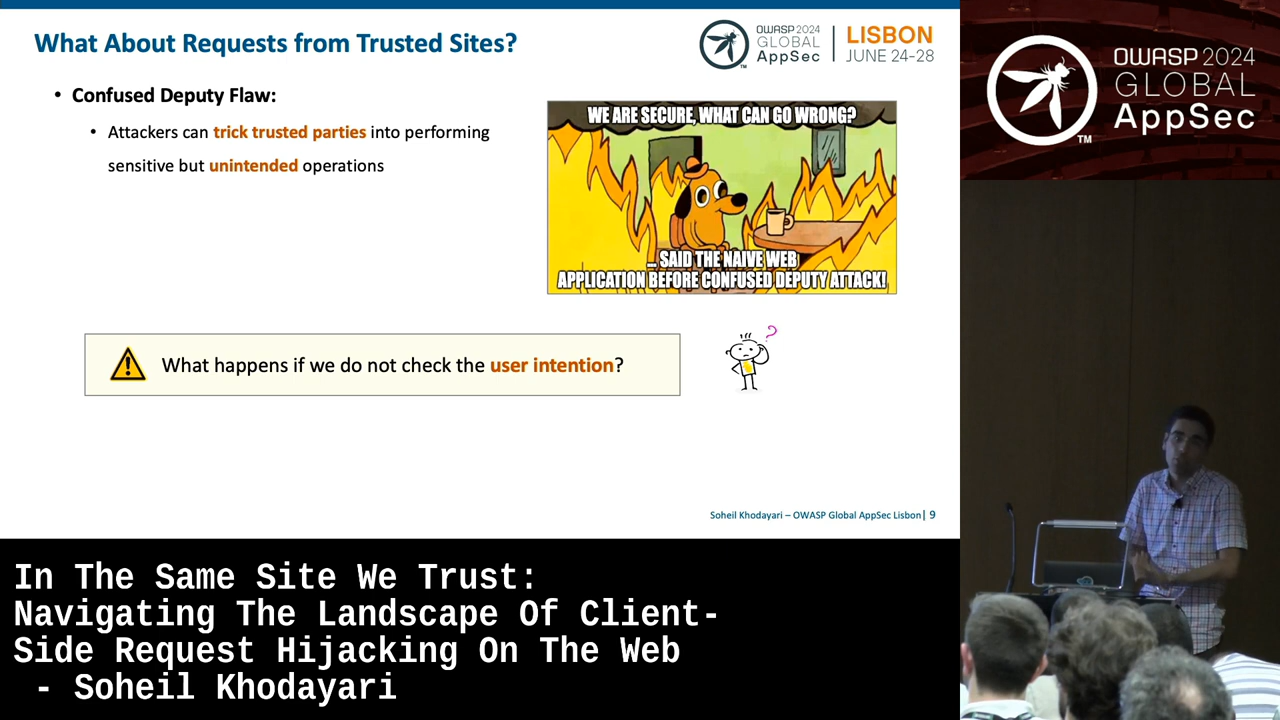 What About Requests from Trusted Sites?
OWASP 2024
GLOBAL
AppSec
TM
LISBON
JUNE 24-28
• Confused Deputy Flaw:
• Attackers can trick trusted parties into performing
sensitive but unintended operations
WE ARE SECURE, WHAT CAN GO WRONG?
... SAID THE NAIVE WEB
APPLICATION BEFORE CONFUSED DEPUTY ATTACK!
What happens if we do not check the user intention?
?
Soheil Khodayari – OWASP Global AppSec Lisbon| 9
OWASP 2024
GLOBAL
AppSec
TM
In The Same Site We Trust:
Navigating The Landscape Of Client-
Side Request Hijacking On The Web
- Soheil Khodayari